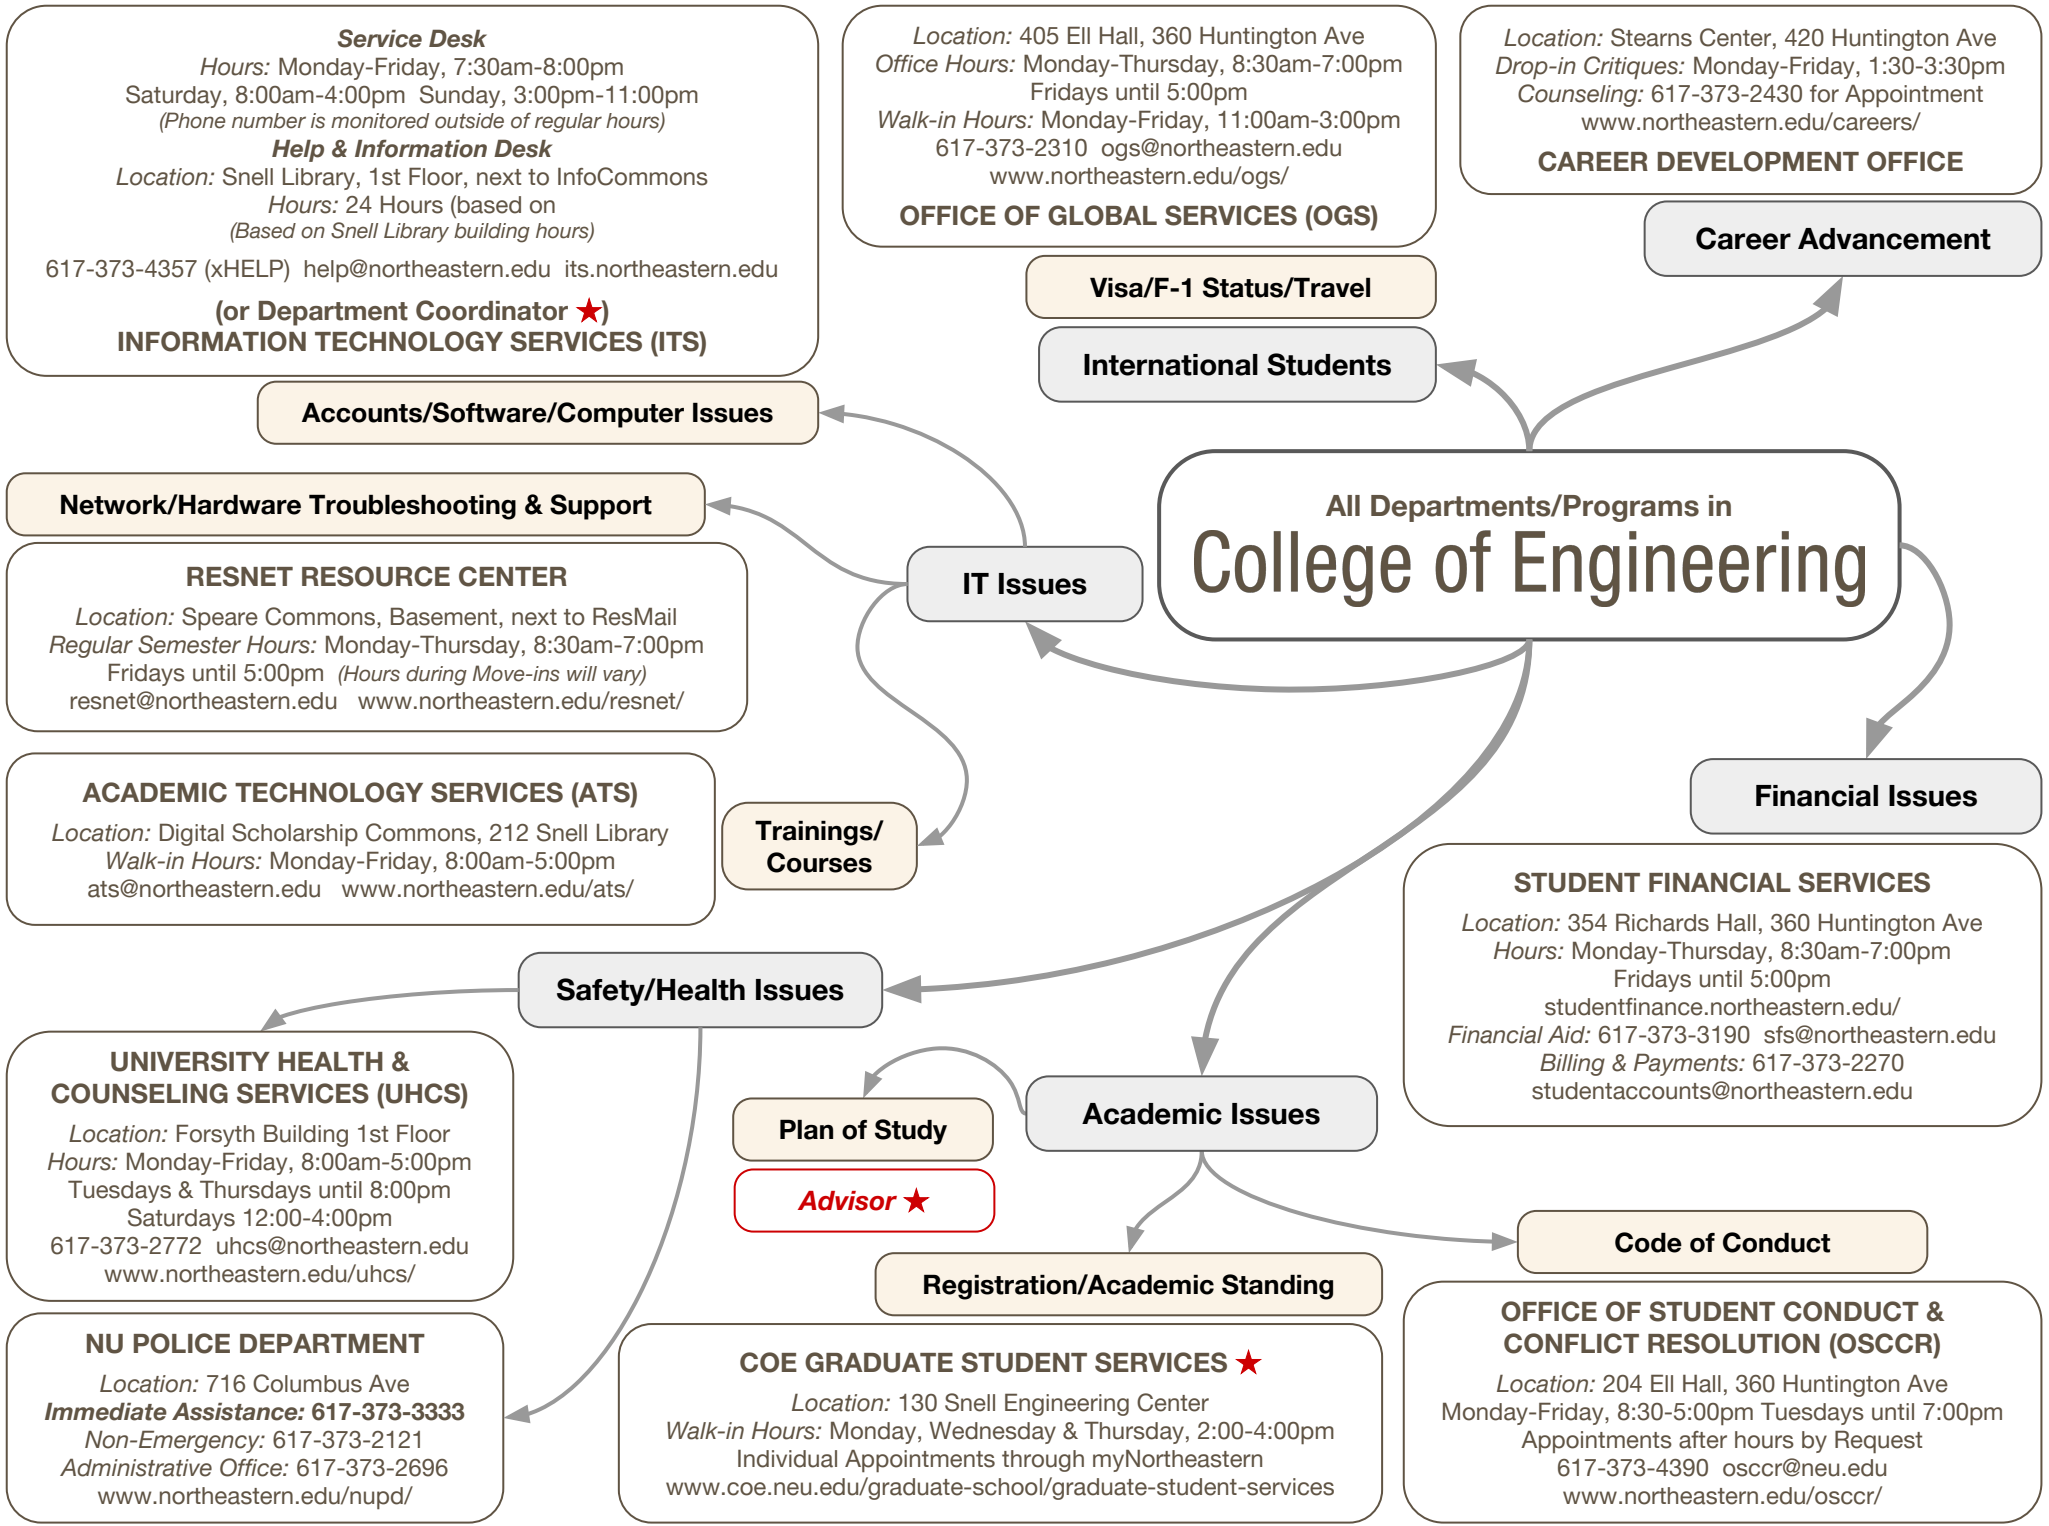 Service Desk
Hours: Monday-Friday, 7:30am-8:00pm
Saturday, 8:00am-4:00pm  Sunday, 3:00pm-11:00pm
(Phone number is monitored outside of regular hours)
Help & Information Desk
Location: Snell Library, 1st Floor, next to InfoCommons
Hours: 24 Hours (based on
(Based on Snell Library building hours)
617-373-4357 (xHELP)  help@northeastern.edu  its.northeastern.edu
(or Department Coordinator ★)
INFORMATION TECHNOLOGY SERVICES (ITS)
Accounts/Software/Computer Issues
Location: 405 Ell Hall, 360 Huntington Ave
Office Hours: Monday-Thursday, 8:30am-7:00pm
Fridays until 5:00pm
Walk-in Hours: Monday-Friday, 11:00am-3:00pm
617-373-2310  ogs@northeastern.edu
www.northeastern.edu/ogs/
OFFICE OF GLOBAL SERVICES (OGS)
Visa/F-1 Status/Travel
International Students
Location: Stearns Center, 420 Huntington Ave
Drop-in Critiques: Monday-Friday, 1:30-3:30pm
Counseling: 617-373-2430 for Appointment
www.northeastern.edu/careers/
CAREER DEVELOPMENT OFFICE
Career Advancement
All Departments/Programs in
College of Engineering
IT Issues
Network/Hardware Troubleshooting & Support
RESNET RESOURCE CENTER
Location: Speare Commons, Basement, next to ResMail
Regular Semester Hours: Monday-Thursday, 8:30am-7:00pm
Fridays until 5:00pm  (Hours during Move-ins will vary)
resnet@northeastern.edu   www.northeastern.edu/resnet/
ACADEMIC TECHNOLOGY SERVICES (ATS)
Location: Digital Scholarship Commons, 212 Snell Library
Walk-in Hours: Monday-Friday, 8:00am-5:00pm
ats@northeastern.edu   www.northeastern.edu/ats/
Trainings/
Courses
Financial Issues
STUDENT FINANCIAL SERVICES
Location: 354 Richards Hall, 360 Huntington Ave
Hours: Monday-Thursday, 8:30am-7:00pm
Fridays until 5:00pm
studentfinance.northeastern.edu/
Financial Aid: 617-373-3190  sfs@northeastern.edu
Billing & Payments: 617-373-2270
studentaccounts@northeastern.edu
Safety/Health Issues
UNIVERSITY HEALTH &
COUNSELING SERVICES (UHCS)
Location: Forsyth Building 1st Floor
Hours: Monday-Friday, 8:00am-5:00pm
Tuesdays & Thursdays until 8:00pm
Saturdays 12:00-4:00pm
617-373-2772  uhcs@northeastern.edu
www.northeastern.edu/uhcs/
NU POLICE DEPARTMENT
Location: 716 Columbus Ave
Immediate Assistance: 617-373-3333
Non-Emergency: 617-373-2121
Administrative Office: 617-373-2696
www.northeastern.edu/nupd/
Academic Issues
Plan of Study
Advisor ★
Registration/Academic Standing
COE GRADUATE STUDENT SERVICES ★
Location: 130 Snell Engineering Center
Walk-in Hours: Monday, Wednesday & Thursday, 2:00-4:00pm
Individual Appointments through myNortheastern
www.coe.neu.edu/graduate-school/graduate-student-services
Code of Conduct
OFFICE OF STUDENT CONDUCT &
CONFLICT RESOLUTION (OSCCR)
Location: 204 Ell Hall, 360 Huntington Ave
Monday-Friday, 8:30-5:00pm Tuesdays until 7:00pm
Appointments after hours by Request
617-373-4390  osccr@neu.edu
www.northeastern.edu/osccr/